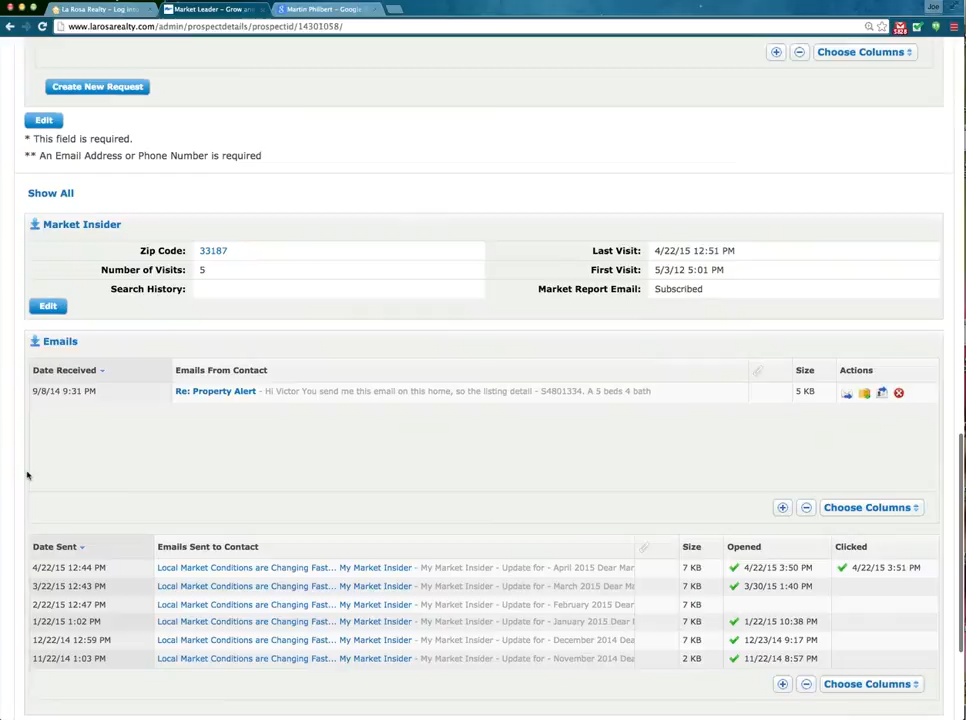 La Rosa Realty - Log int
Market Leader - Grow a
Martin Philbert - Google
Joe
www.larosarealty.com/admin/prospectdetails/prospectid/14301058/
Choose Columns
Create New Request
Edit
* This field is required.
** An Email Address or Phone Number is required
Show All
Market Insider
Zip Code: 33187 Last Visit: 4/22/15 12:51 PM
Number of Visits: 5 First Visit: 5/3/12 5:01 PM
Search History: Market Report Email: Subscribed
Edit
Emails
Date Received Emails From Contact Size Actions
9/8/14 9:31 PM Re: Property Alert - Hi Victor You send me this email on this home, so the listing detail - S4801334. A 5 beds 4 bath 5 KB
Choose Columns
Date Sent Emails Sent to Contact Size Opened Clicked
4/22/15 12:44 PM Local Market Conditions are Changing Fast... My Market Insider - My Market Insider - Update for - April 2015 Dear Mar 7 KB 4/22/15 3:50 PM 4/22/15 3:51 PM
3/22/15 12:43 PM Local Market Conditions are Changing Fast... My Market Insider - My Market Insider - Update for - March 2015 Dear Ma 7 KB 3/30/15 1:40 PM
2/22/15 12:47 PM Local Market Conditions are Changing Fast... My Market Insider - My Market Insider - Update for - February 2015 Dear 7 KB
1/22/15 1:02 PM Local Market Conditions are Changing Fast... My Market Insider - My Market Insider - Update for - January 2015 Dear I 7 KB 1/22/15 10:38 PM
12/22/14 12:59 PM Local Market Conditions are Changing Fast... My Market Insider - My Market Insider - Update for - December 2014 Dea 7 KB 12/23/14 9:17 PM
11/22/14 1:03 PM Local Market Conditions are Changing Fast... My Market Insider - My Market Insider - Update for - November 2014 Dea 2 KB 11/22/14 8:57 PM
Choose Columns